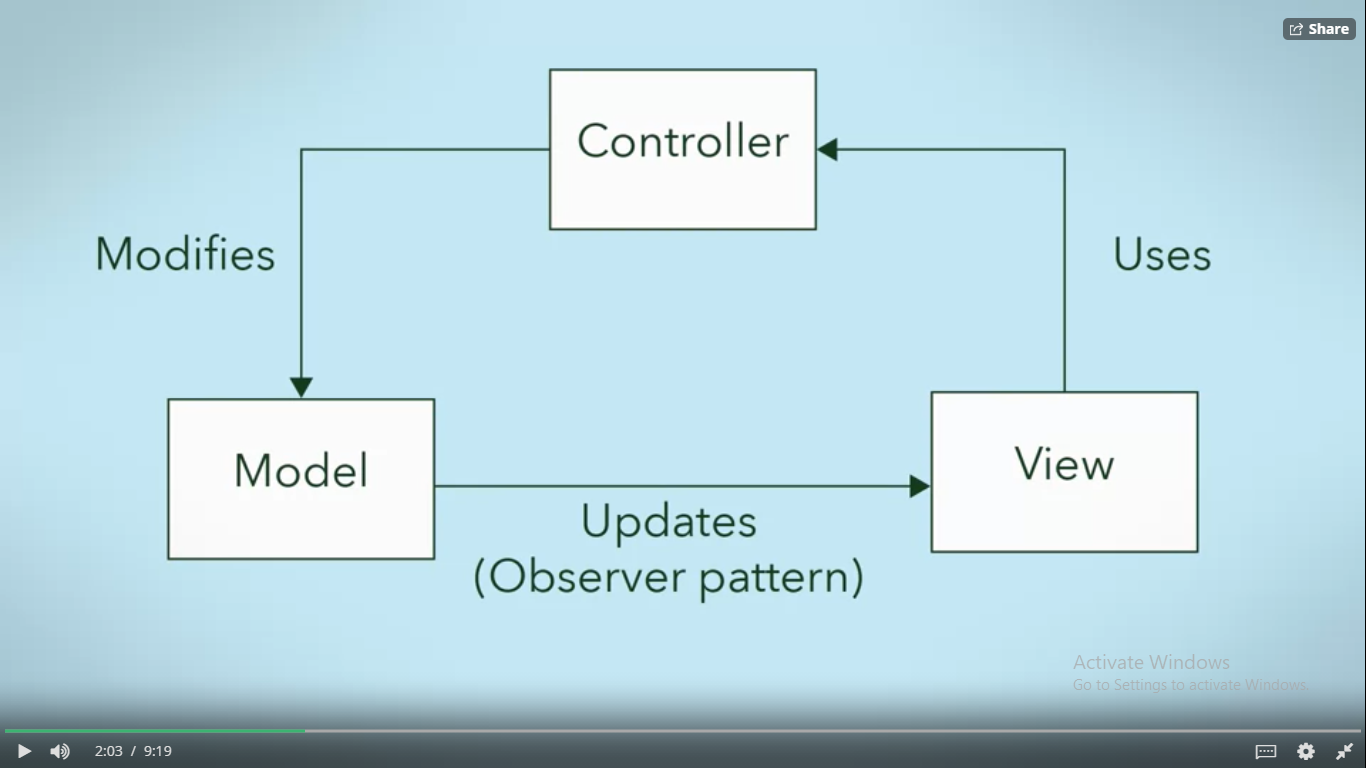 Share
Controller
Modifies
Uses
Model
View
Updates
(Observer pattern)
Activate Windows
Go to Settings to activate Windows.
2:03 / 9:19